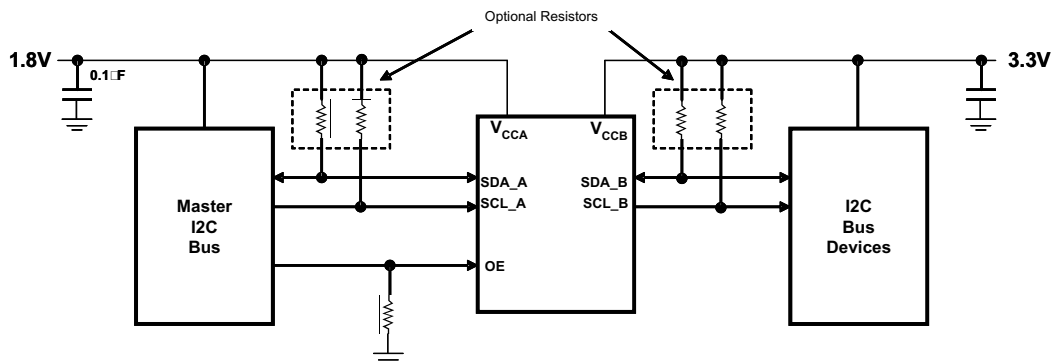 Optional Resistors
1.8V
0.1□F
3.3V
VCCA
VCCB
SDA_A
SDA_B
SCL_A
SCL_B
OE
Master
I2C
Bus
I2C
Bus
Devices